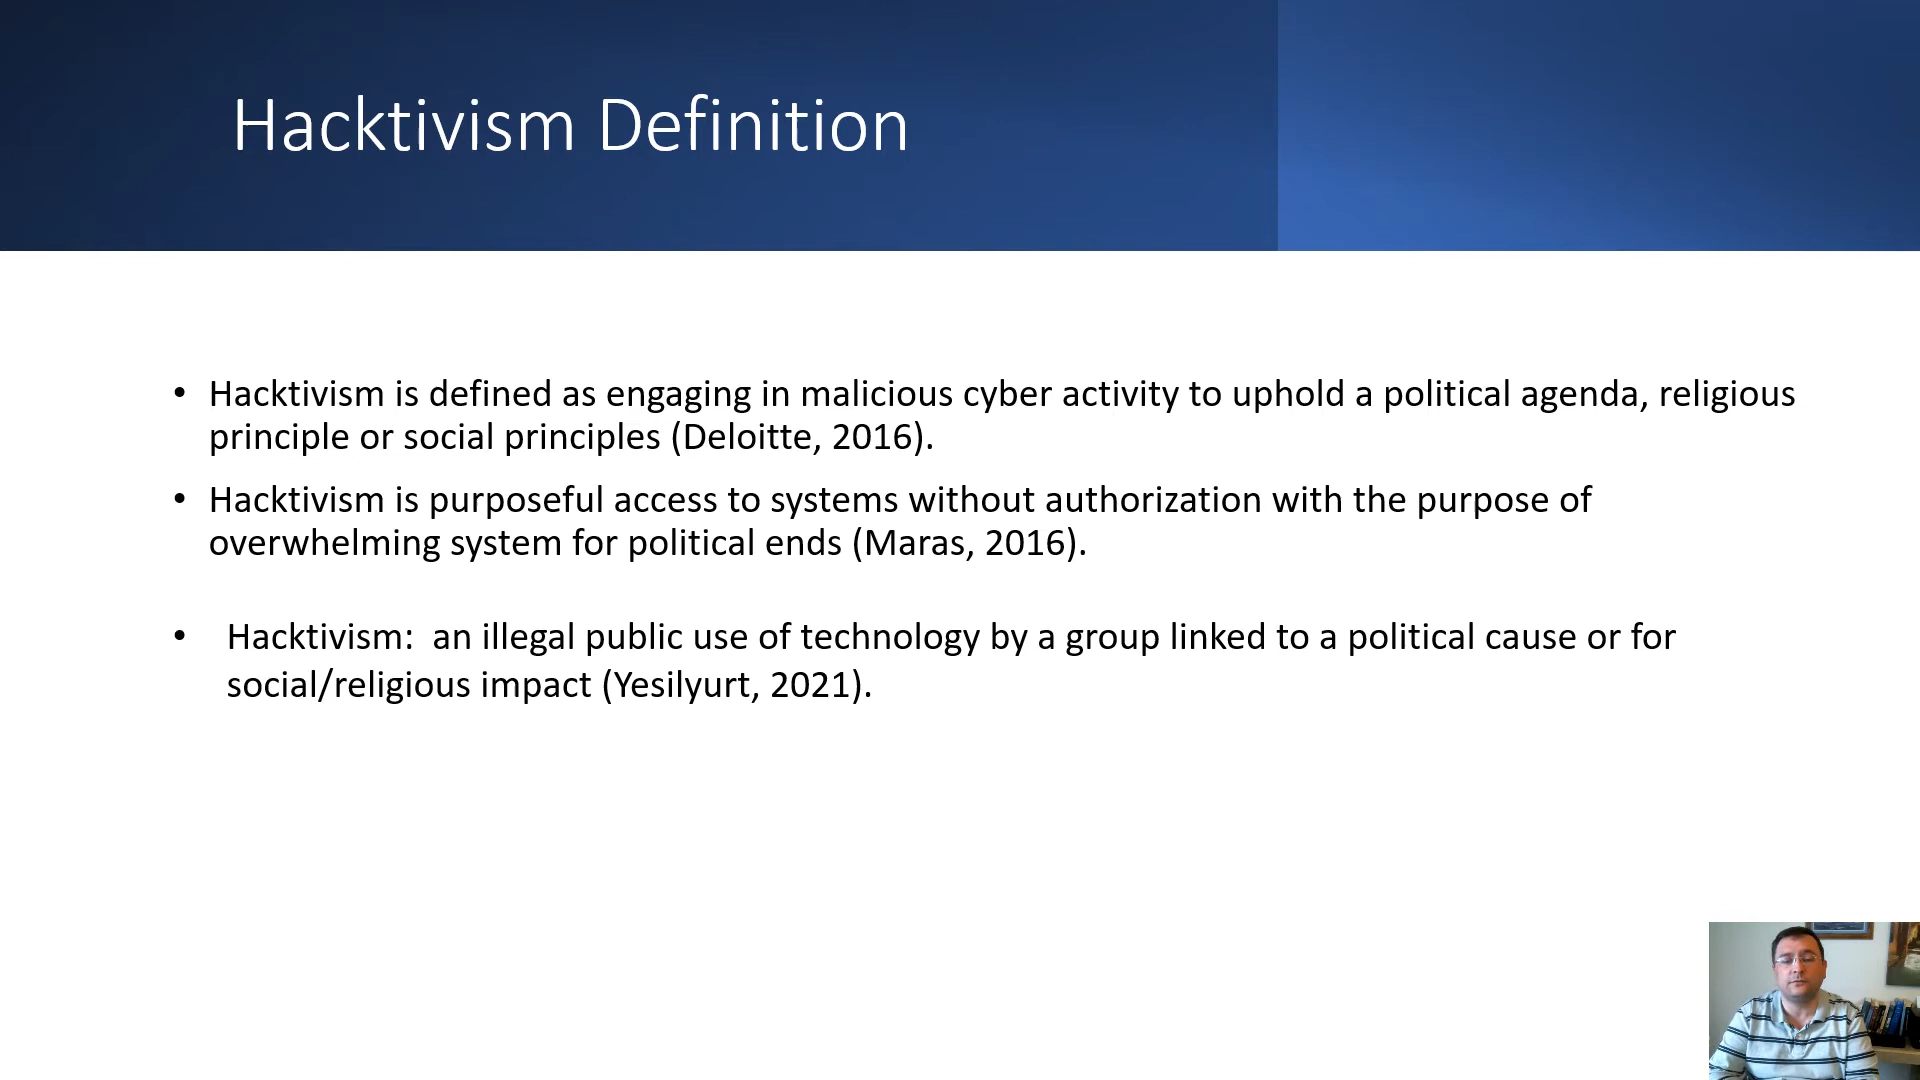 Hacktivism Definition
• Hacktivism is defined as engaging in malicious cyber activity to uphold a political agenda, religious
principle or social principles (Deloitte, 2016).
• Hacktivism is purposeful access to systems without authorization with the purpose of
overwhelming system for political ends (Maras, 2016).
• Hacktivism:  an illegal public use of technology by a group linked to a political cause or for
social/religious impact (Yesilyurt, 2021).